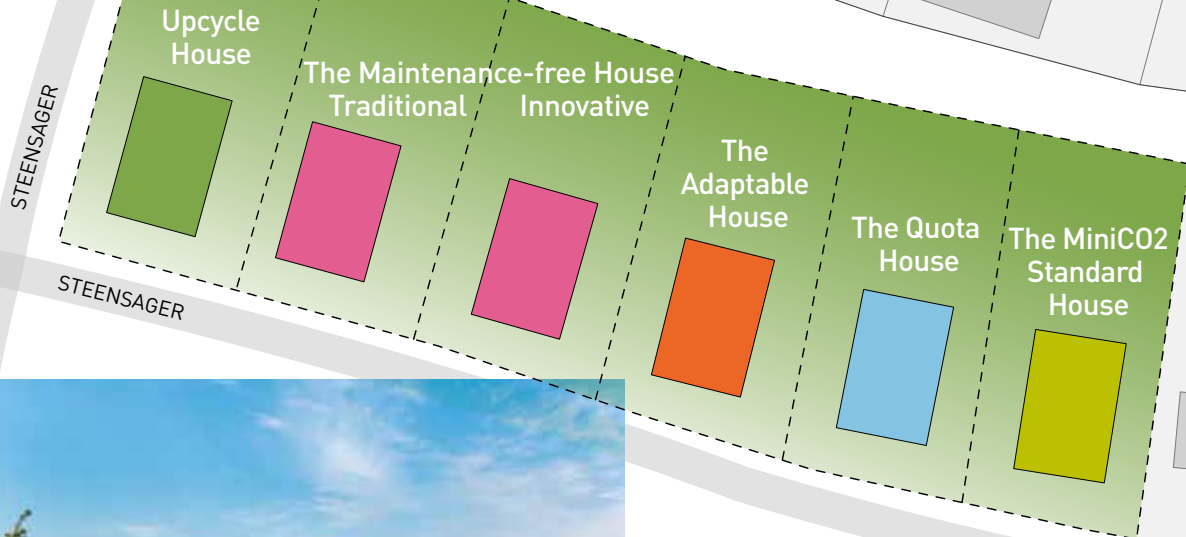 Upcycle
House
The Maintenance-free House
Traditional
Innovative
The
Adaptable
House
The Quota
House
The MiniCO2
Standard
House
STEENSAGER
STEENSAGER